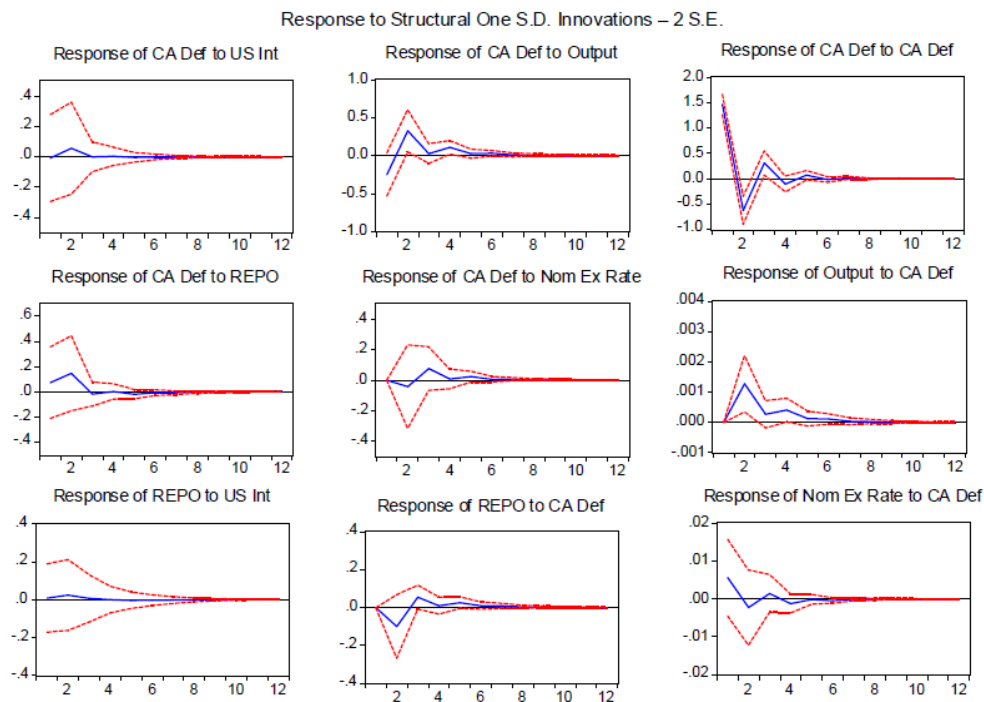 Response to Structural One S.D. Innovations – 2 S.E.
Response of CA Def to US Int
.4
.2
.0
-.2
-.4
2 4 6 8 10 12
Response of CA Def to Output
1.0
0.5
0.0
-0.5
-1.0
2 4 6 8 10 12
Response of CA Def to CA Def
2.0
1.5
1.0
0.5
0.0
-0.5
-1.0
2 4 6 8 10 12
Response of CA Def to REPO
.6
.4
.2
.0
-.2
-.4
2 4 6 8 10 12
Response of CA Def to Nom Ex Rate
.4
.2
.0
-.2
-.4
2 4 6 8 10 12
Response of Output to CA Def
.004
.003
.002
.001
.000
-.001
2 4 6 8 10 12
Response of REPO to US Int
.4
.2
.0
-.2
-.4
2 4 6 8 10 12
Response of REPO to CA Def
.4
.2
.0
-.2
-.4
2 4 6 8 10 12
Response of Nom Ex Rate to CA Def
.02
.01
.00
-.01
-.02
2 4 6 8 10 12